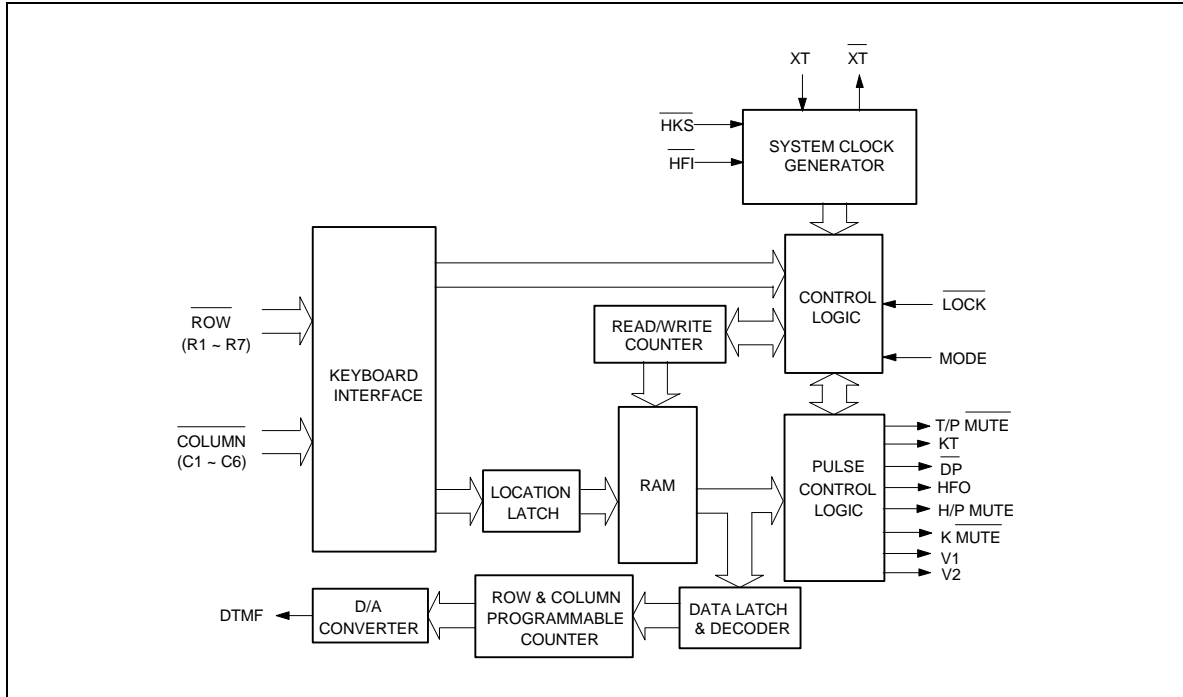 XT
XT
HKS
HFI
SYSTEM CLOCK
GENERATOR
ROW
(R1 ~ R7)
COLUMN
(C1 ~ C6)
KEYBOARD
INTERFACE
READ/WRITE
COUNTER
CONTROL
LOGIC
LOCK
MODE
LOCATION
LATCH
RAM
PULSE
CONTROL
LOGIC
T/P MUTE
KT
DP
HFO
H/P MUTE
K MUTE
V1
V2
DTMF
D/A
CONVERTER
ROW & COLUMN
PROGRAMMABLE
COUNTER
DATA LATCH
& DECODER